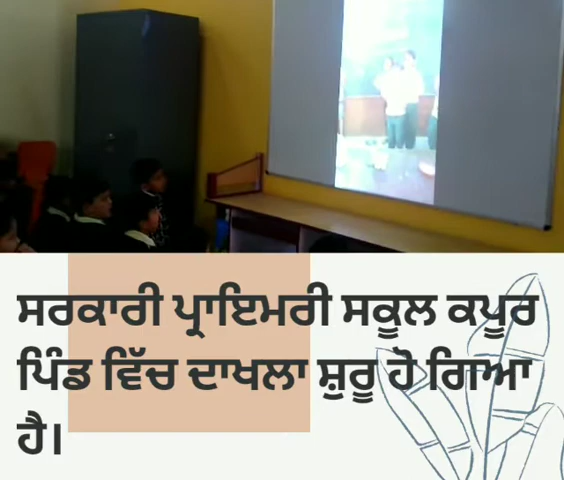 ਸਰਕਾਰੀ ਪ੍ਰਾਇਮਰੀ ਸਕੂਲ ਕਪੂਰ
ਪਿੰਡ ਵਿੱਚ ਦਾਖਲਾ ਸ਼ੁਰੂ ਹੋ ਗਿਆ
ਹੈ।